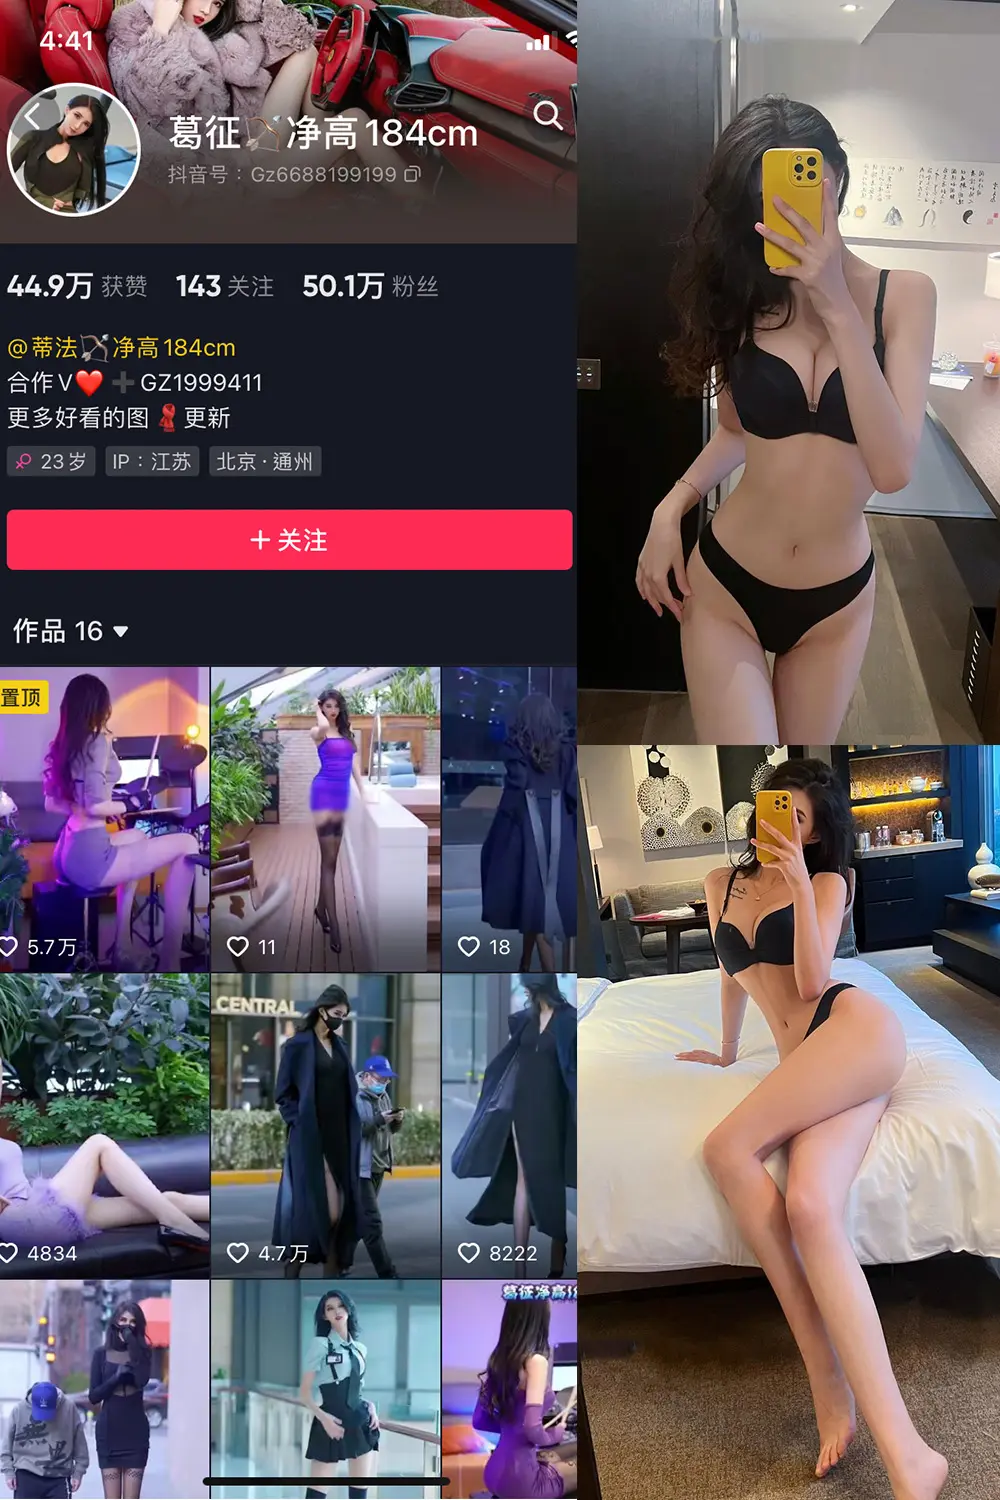 4:41
葛征🏹净高184cm
抖音号：Gz6688199199
44.9万 获赞 143 关注 50.1万 粉丝
@蒂法🏹净高184cm
合作V❤️➕GZ1999411
更多好看的图🧣更新
23岁 IP：江苏 北京·通州
+ 关注
作品 16
置顶
5.7万
11
18
CENTRAL
4834
4.7万
8222
葛征净高1